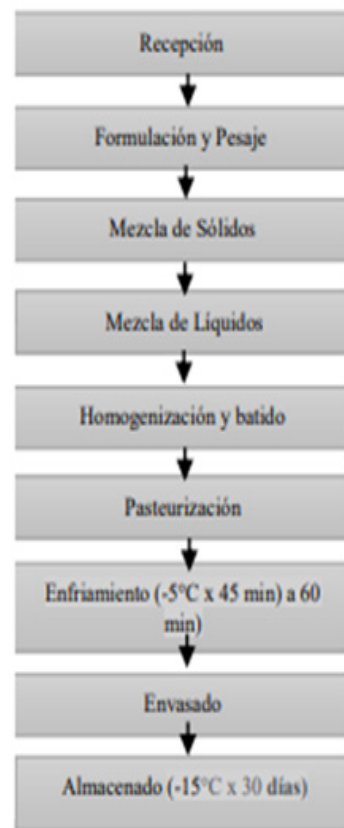 Recepción
Formulación y Pesaje
Mezcla de Sólidos
Mezcla de Líquidos
Homogenización y batido
Pasteurización
Enfriamiento (-5°C x 45 min) a 60
min)
Envasado
Almacenado (-15°C x 30 días)